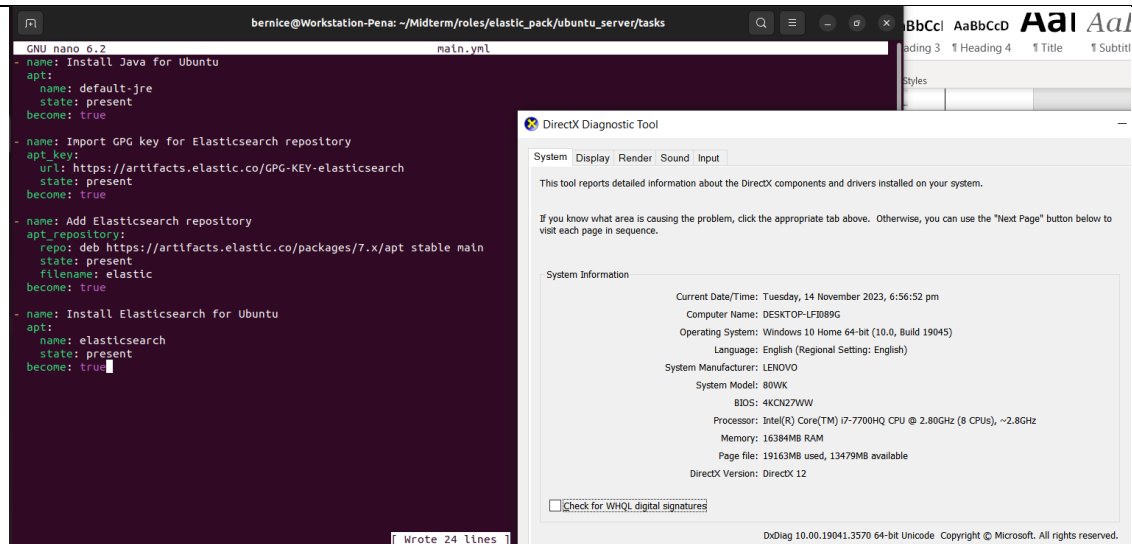 bernice@Workstation-Pena: ~/Midterm/roles/elastic_pack/ubuntu_server/tasks
GNU nano 6.2 main.yml
- name: Install Java for Ubuntu
  apt:
    name: default-jre
    state: present
  become: true

- name: Import GPG key for Elasticsearch repository
  apt_key:
    url: https://artifacts.elastic.co/GPG-KEY-elasticsearch
    state: present
  become: true

- name: Add Elasticsearch repository
  apt_repository:
    repo: deb https://artifacts.elastic.co/packages/7.x/apt stable main
    state: present
    filename: elastic
  become: true

- name: Install Elasticsearch for Ubuntu
  apt:
    name: elasticsearch
    state: present
  become: true
[ Wrote 24 lines ]
BbCcl AaBbCcD AaI AaI
ading 3 ¶ Heading 4 ¶ Title ¶ Subtitl
Styles
DirectX Diagnostic Tool
System Display Render Sound Input
This tool reports detailed information about the DirectX components and drivers installed on your system.
If you know what area is causing the problem, click the appropriate tab above. Otherwise, you can use the "Next Page" button below to
visit each page in sequence.
System Information
Current Date/Time: Tuesday, 14 November 2023, 6:56:52 pm
Computer Name: DESKTOP-LFI089G
Operating System: Windows 10 Home 64-bit (10.0, Build 19045)
Language: English (Regional Setting: English)
System Manufacturer: LENOVO
System Model: 80WK
BIOS: 4KCN27WW
Processor: Intel(R) Core(TM) i7-7700HQ CPU @ 2.80GHz (8 CPUs), ~2.8GHz
Memory: 16384MB RAM
Page file: 19163MB used, 13479MB available
DirectX Version: DirectX 12
Check for WHQL digital signatures
DxDiag 10.00.19041.3570 64-bit Unicode Copyright © Microsoft. All rights reserved.